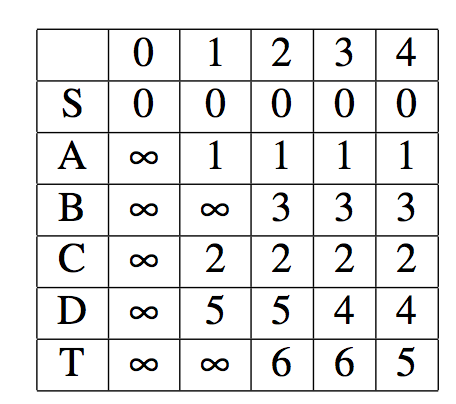 0 1 2 3 4
S 0 0 0 0 0
A ∞ 1 1 1 1
B ∞ ∞ 3 3 3
C ∞ 2 2 2 2
D ∞ 5 5 4 4
T ∞ ∞ 6 6 5